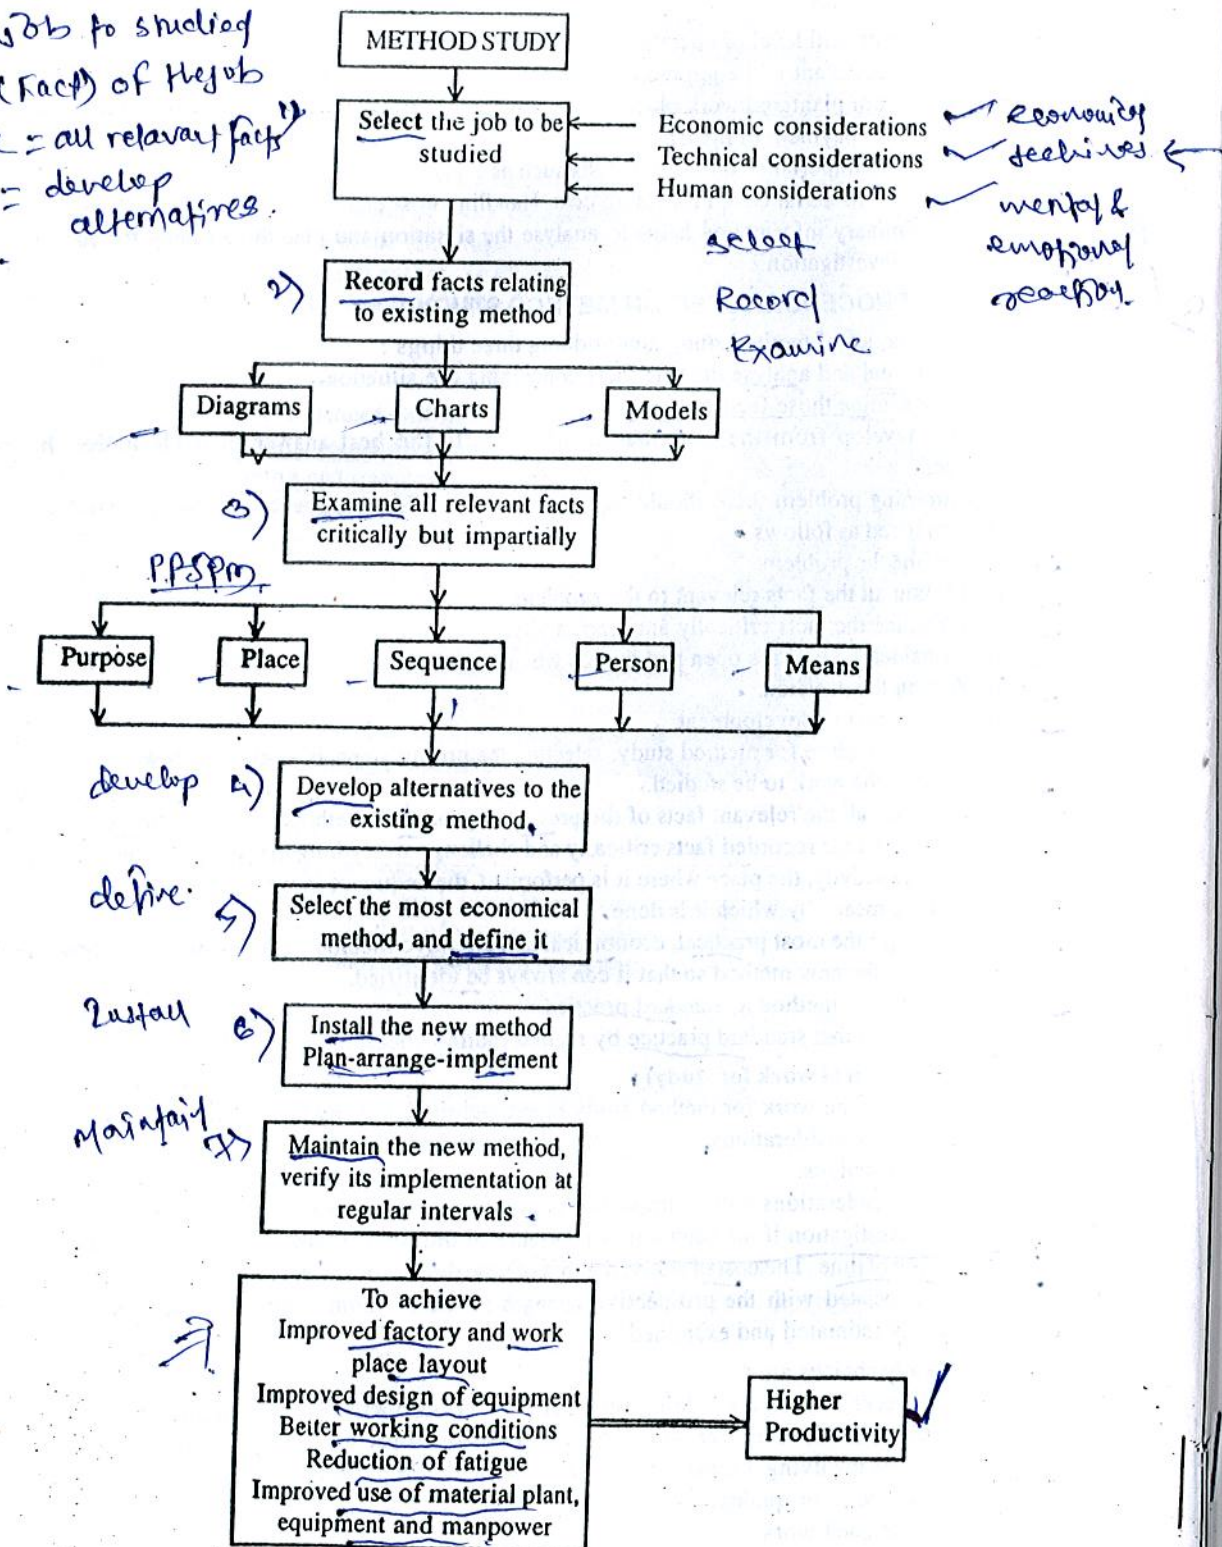 Job to studied
(Fact) of the job
= all relavant facts"
= develop
alternatives.
METHOD STUDY
1)
Select the job to be
studied
Economic considerations
Technical considerations
Human considerations
economics
mental &
emotional
select
Record
Examine
2)
Record facts relating
to existing method
Diagrams
Charts
Models
3)
Examine all relevant facts
critically but impartially
PPSPM
Purpose
Place
Sequence
Person
Means
develop
4)
Develop alternatives to the
existing method.
define.
5)
Select the most economical
method, and define it
Install
6)
Install the new method
Plan-arrange-implement
Maintain
7)
Maintain the new method,
verify its implementation at
regular intervals.
To achieve
Improved factory and work
place layout
Improved design of equipment
Better working conditions
Reduction of fatigue
Improved use of material plant,
equipment and manpower
Higher
Productivity